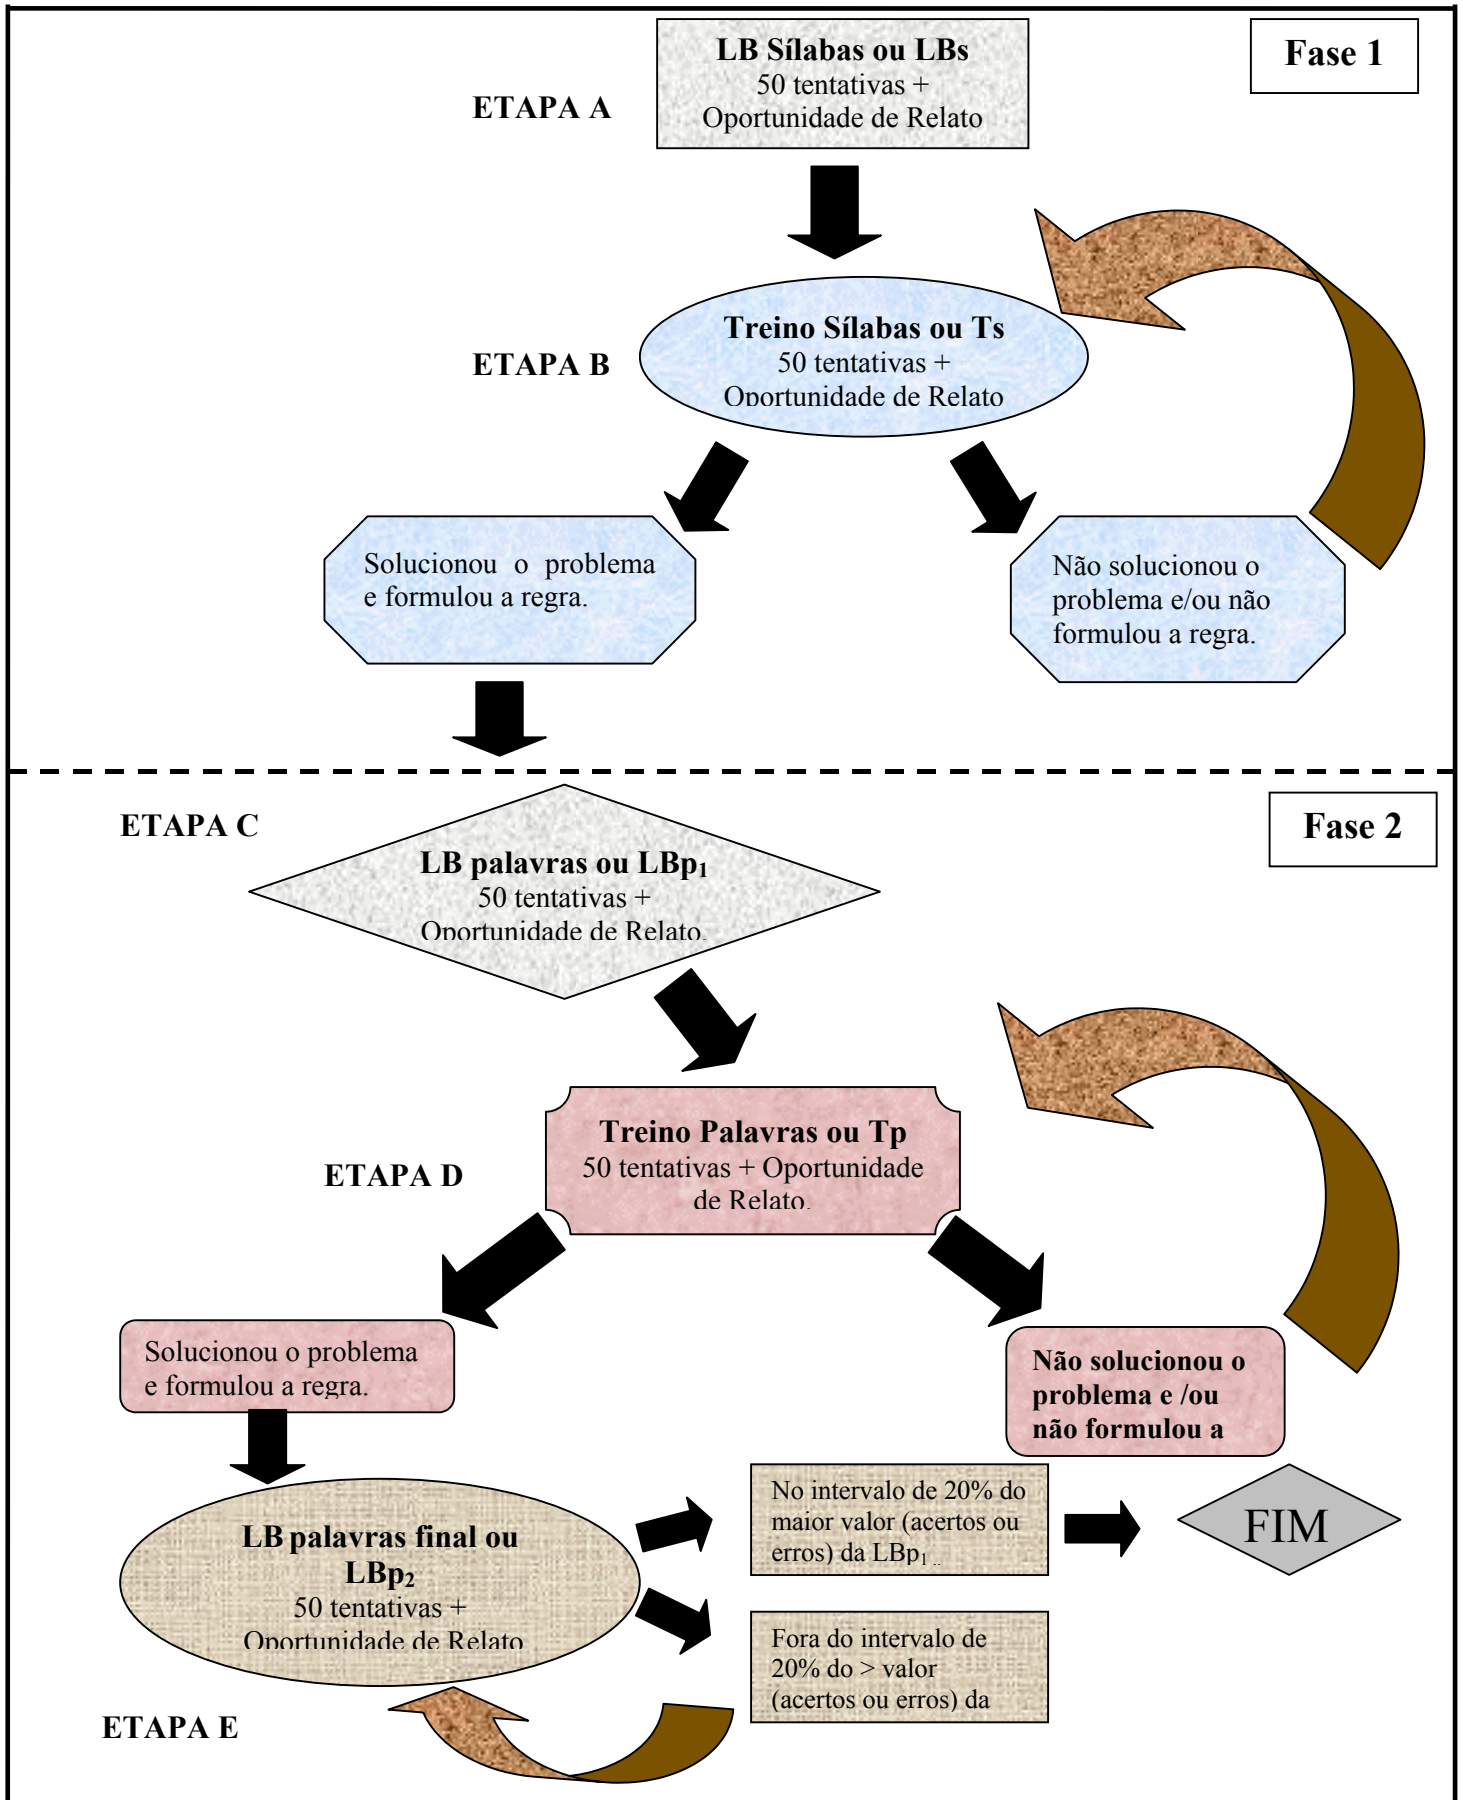 Fase 1
LB Sílabas ou LBs
50 tentativas +
Oportunidade de Relato
ETAPA A
Treino Sílabas ou Ts
50 tentativas +
Oportunidade de Relato
ETAPA B
Solucionou o problema
e formulou a regra.
Não solucionou o
problema e/ou não
formulou a regra.
Fase 2
ETAPA C
LB palavras ou LBp₁
50 tentativas +
Oportunidade de Relato.
Treino Palavras ou Tp
50 tentativas + Oportunidade
de Relato.
ETAPA D
Solucionou o problema
e formulou a regra.
Não solucionou o
problema e /ou
não formulou a
LB palavras final ou
LBp₂
50 tentativas +
Oportunidade de Relato
No intervalo de 20% do
maior valor (acertos ou
erros) da LBp₁ ..
FIM
Fora do intervalo de
20% do > valor
(acertos ou erros) da
ETAPA E